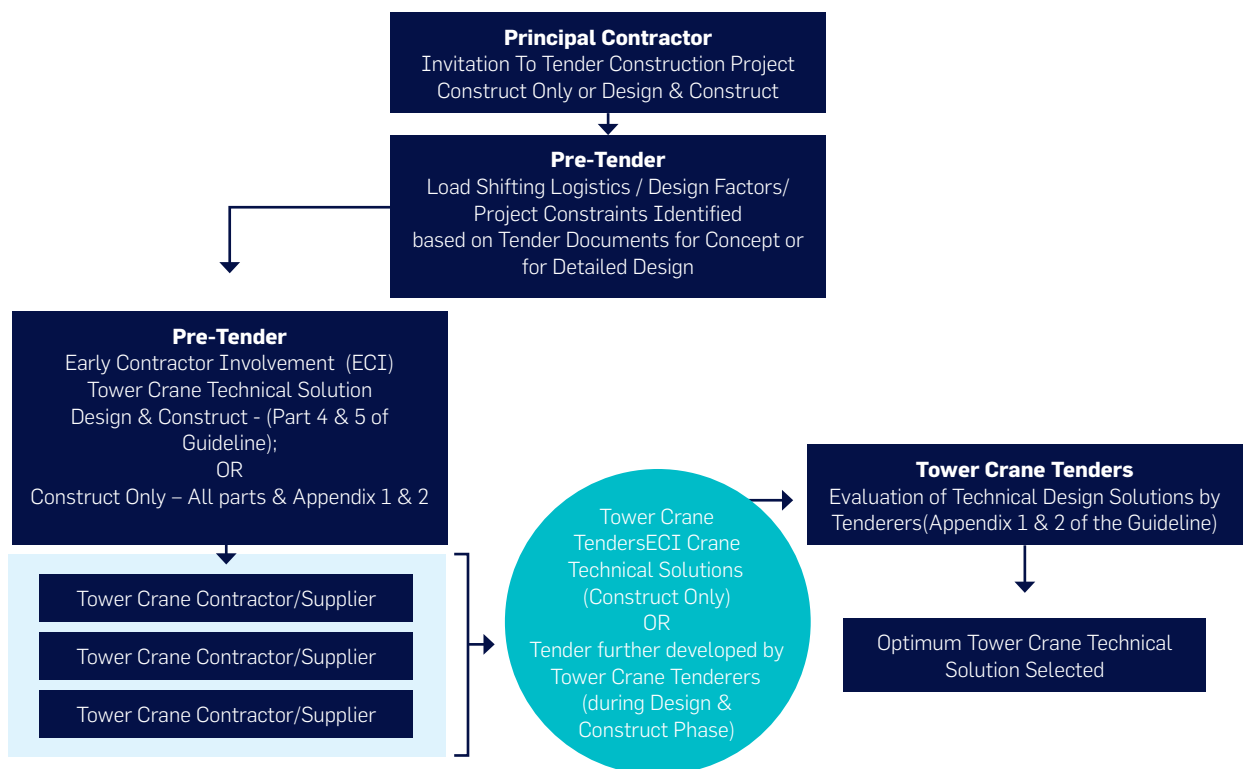 Principal Contractor
Invitation To Tender Construction Project
Construct Only or Design & Construct
Pre-Tender
Load Shifting Logistics / Design Factors/
Project Constraints Identified
based on Tender Documents for Concept or
for Detailed Design
Pre-Tender
Early Contractor Involvement (ECI)
Tower Crane Technical Solution
Design & Construct - (Part 4 & 5 of
Guideline);
OR
Construct Only – All parts & Appendix 1 & 2
Tower Crane Contractor/Supplier
Tower Crane Contractor/Supplier
Tower Crane Contractor/Supplier
Tower Crane
TendersECI Crane
Technical Solutions
(Construct Only)
OR
Tender further developed by
Tower Crane Tenderers
(during Design &
Construct Phase)
Tower Crane Tenders
Evaluation of Technical Design Solutions by
Tenderers(Appendix 1 & 2 of the Guideline)
Optimum Tower Crane Technical
Solution Selected